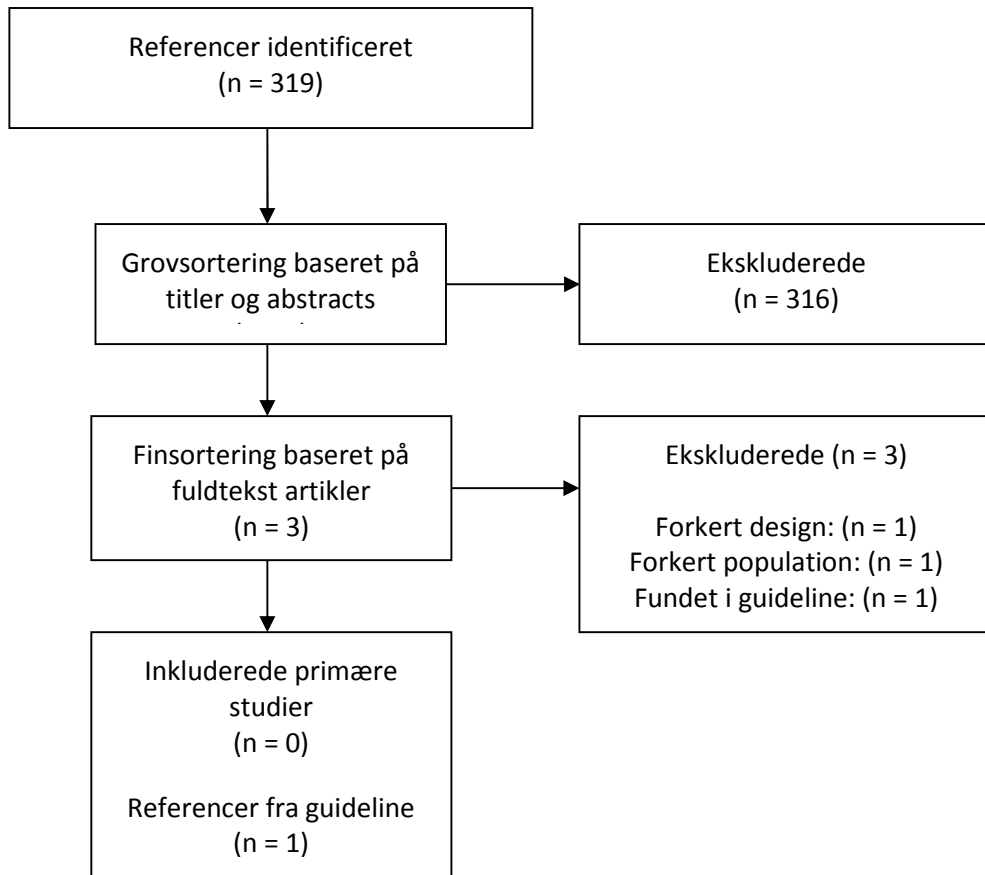 Referencer identificeret
(n = 319)
Grovsortering baseret på
titler og abstracts
Ekskluderede
(n = 316)
Finsortering baseret på
fuldtekst artikler
(n = 3)
Ekskluderede (n = 3)
Forkert design: (n = 1)
Forkert population: (n = 1)
Fundet i guideline: (n = 1)
Inkluderede primære
studier
(n = 0)
Referencer fra guideline
(n = 1)